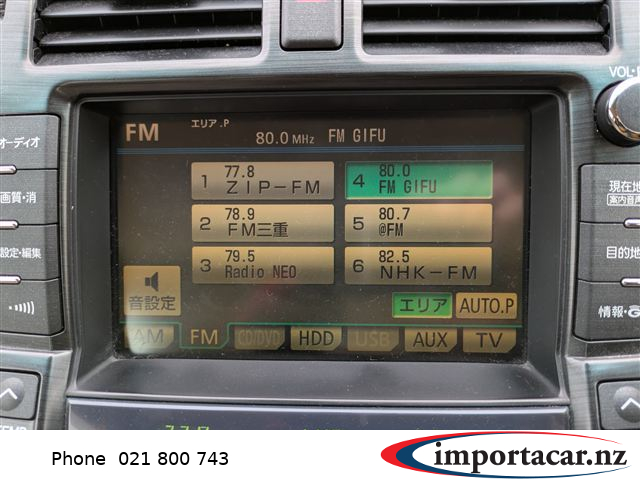 VOL
FM エリア.P 80.0 MHz FM GIFU
オーディオ
画質・消
設定・編集
1 77.8 ZIP-FM
4 80.0 FM GIFU
2 78.9 FM三重
5 80.7 @FM
3 79.5 Radio NEO
6 82.5 NHK-FM
音設定
エリア AUTO.P
AM FM CD/DVD HDD USB AUX TV
現在地
案内音声
目的地
情報・G
Phone 021 800 743
importacar.nz